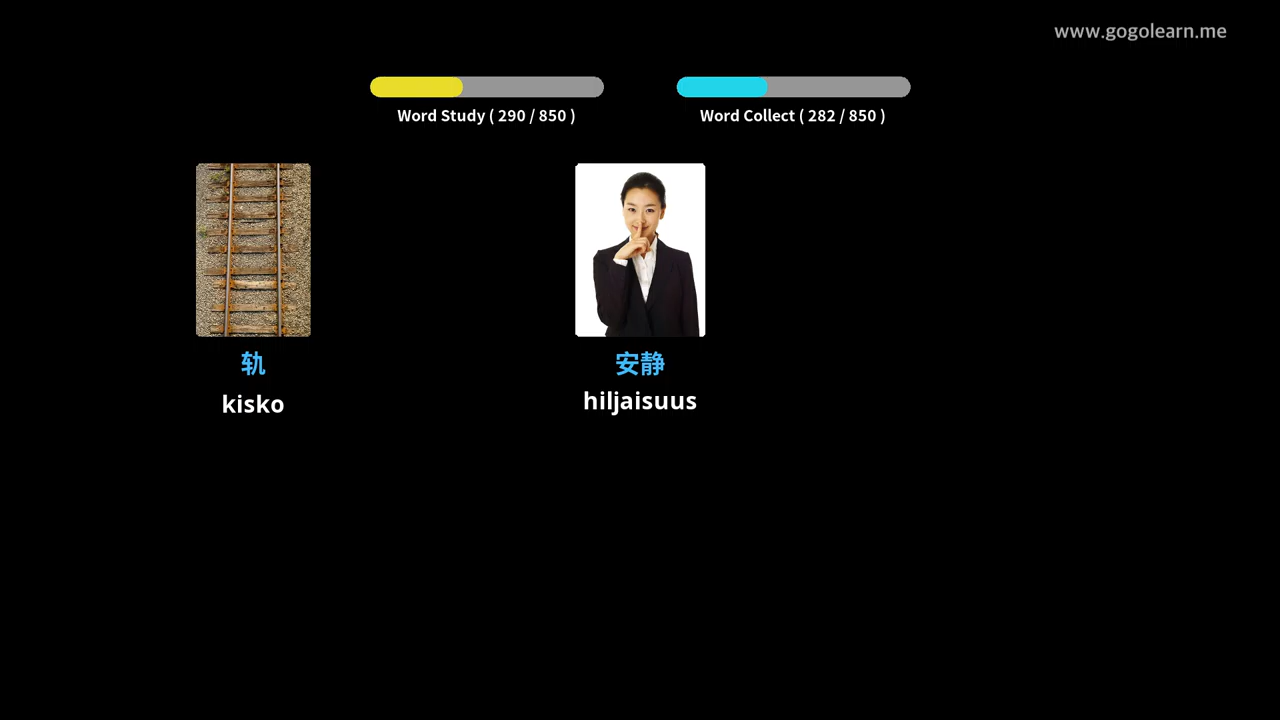 www.gogolearn.me
Word Study ( 290 / 850 )
Word Collect ( 282 / 850 )
轨
安静
kisko
hiljaisuus